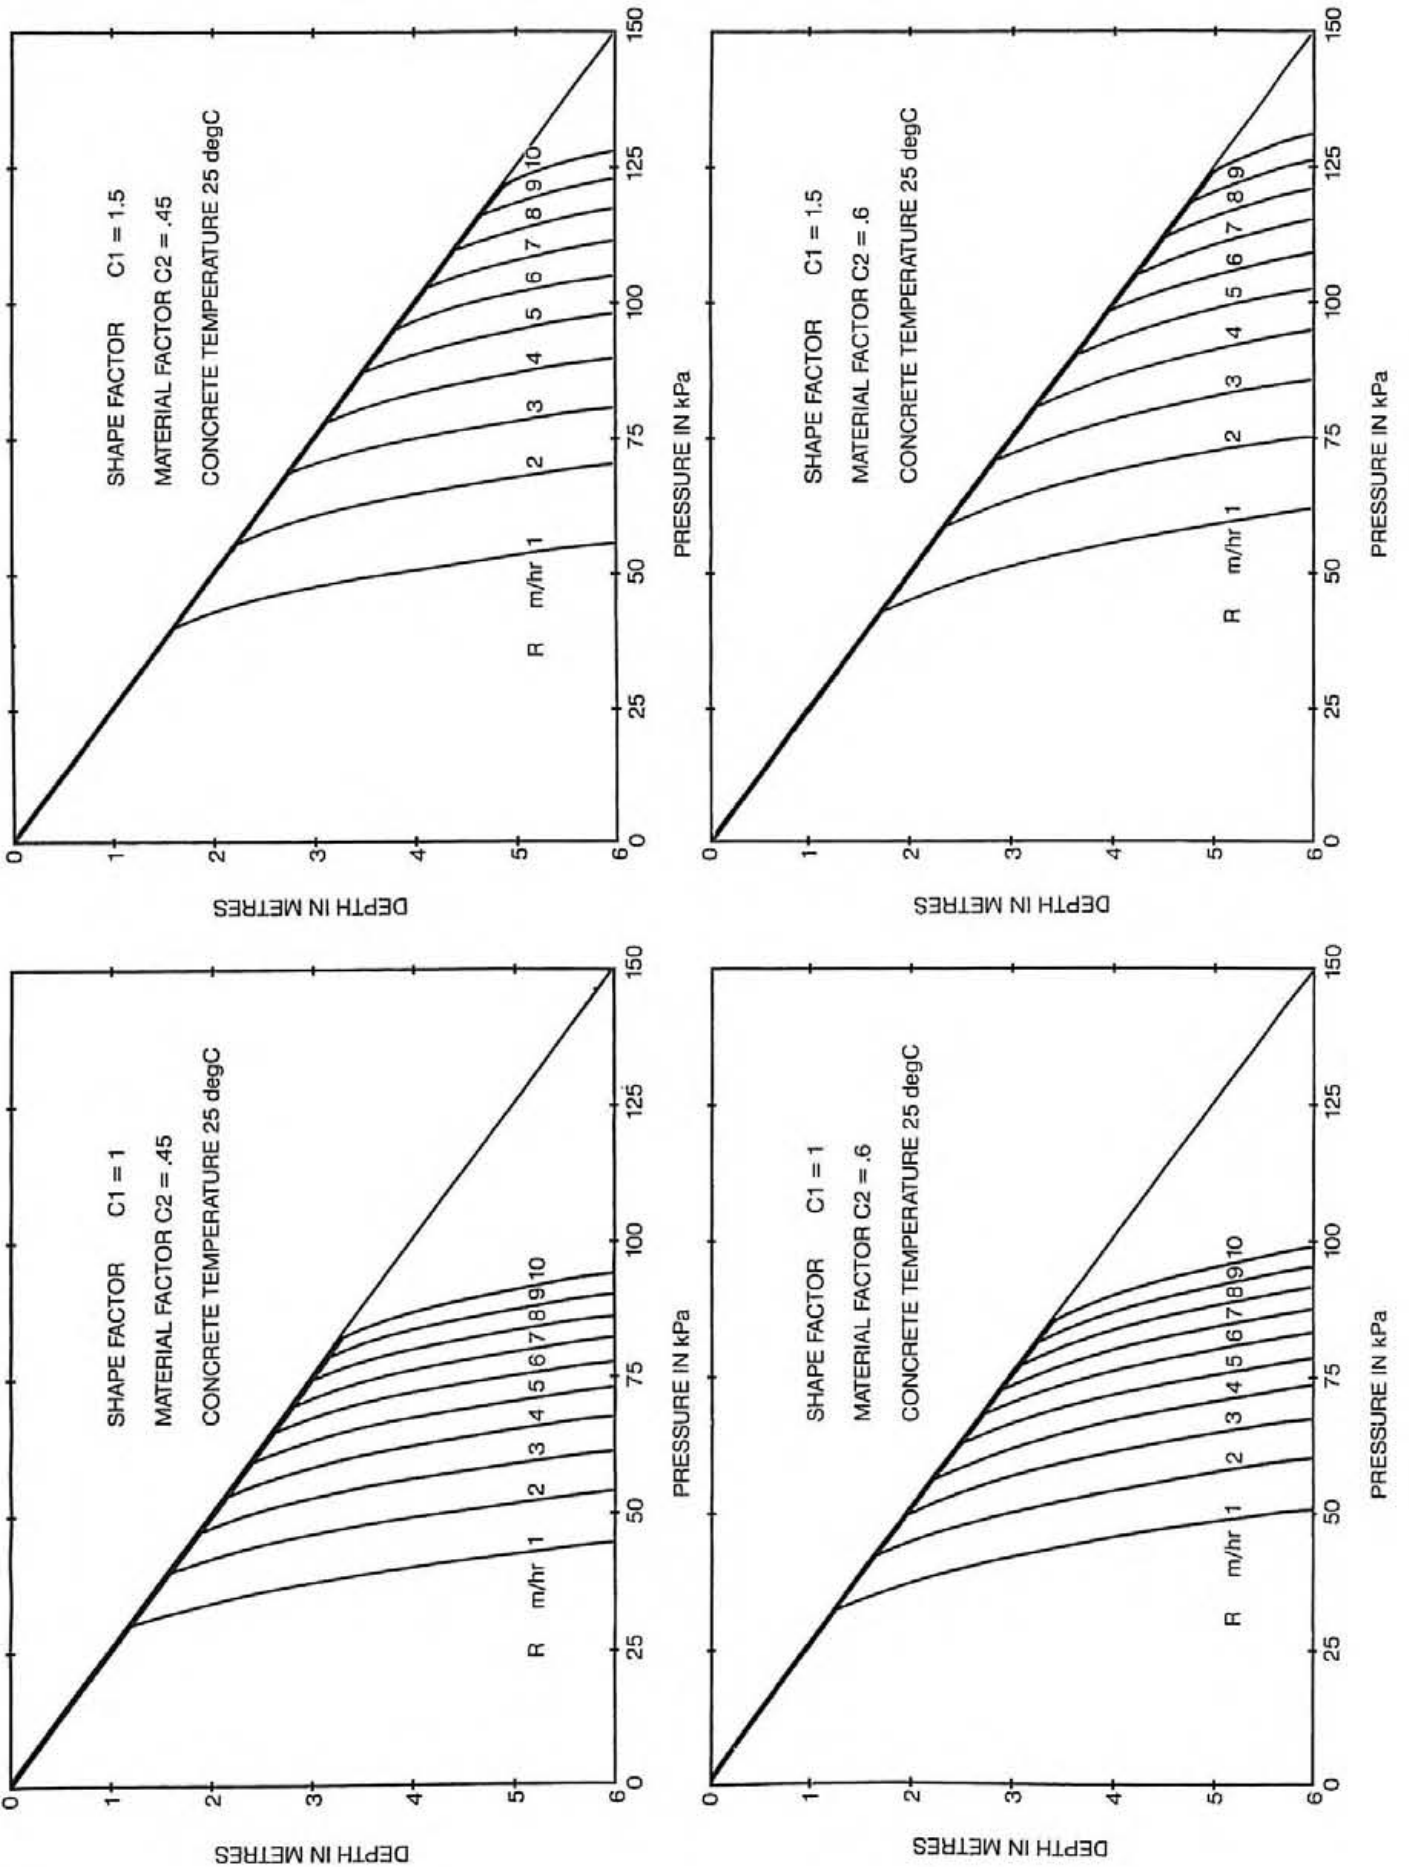 SHAPE FACTOR C1 = 1
MATERIAL FACTOR C2 = .45
CONCRETE TEMPERATURE 25 degC
DEPTH IN METRES
0
1
2
3
4
5
6
R m/hr 1 2 3 4 5 6 7 8 9 10
0 25 50 75 100 125 150
PRESSURE IN kPa
SHAPE FACTOR C1 = 1.5
MATERIAL FACTOR C2 = .45
CONCRETE TEMPERATURE 25 degC
DEPTH IN METRES
0
1
2
3
4
5
6
R m/hr 1 2 3 4 5 6 7 8 9 10
0 25 50 75 100 125 150
PRESSURE IN kPa
SHAPE FACTOR C1 = 1
MATERIAL FACTOR C2 = .6
CONCRETE TEMPERATURE 25 degC
DEPTH IN METRES
0
1
2
3
4
5
6
R m/hr 1 2 3 4 5 6 7 8 9 10
0 25 50 75 100 125 150
PRESSURE IN kPa
SHAPE FACTOR C1 = 1.5
MATERIAL FACTOR C2 = .6
CONCRETE TEMPERATURE 25 degC
DEPTH IN METRES
0
1
2
3
4
5
6
R m/hr 1 2 3 4 5 6 7 8 9
0 25 50 75 100 125 150
PRESSURE IN kPa